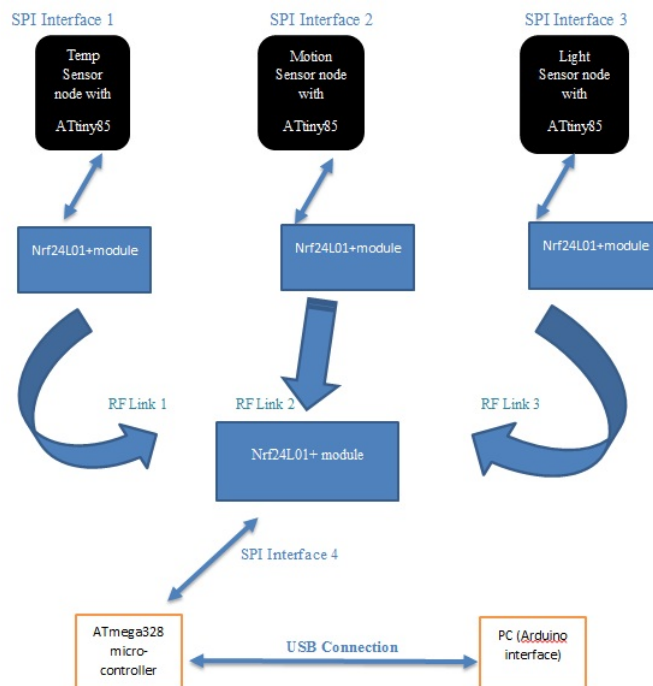 SPI Interface 1
SPI Interface 2
SPI Interface 3
Temp
Sensor
node with
ATtiny85
Motion
Sensor node
with
ATtiny85
Light
Sensor node
with
ATtiny85
Nrf24L01+module
Nrf24L01+module
Nrf24L01+module
RF Link 1
RF Link 2
RF Link 3
Nrf24L01+ module
SPI Interface 4
ATmega328
micro-
controller
USB Connection
PC (Arduino
interface)